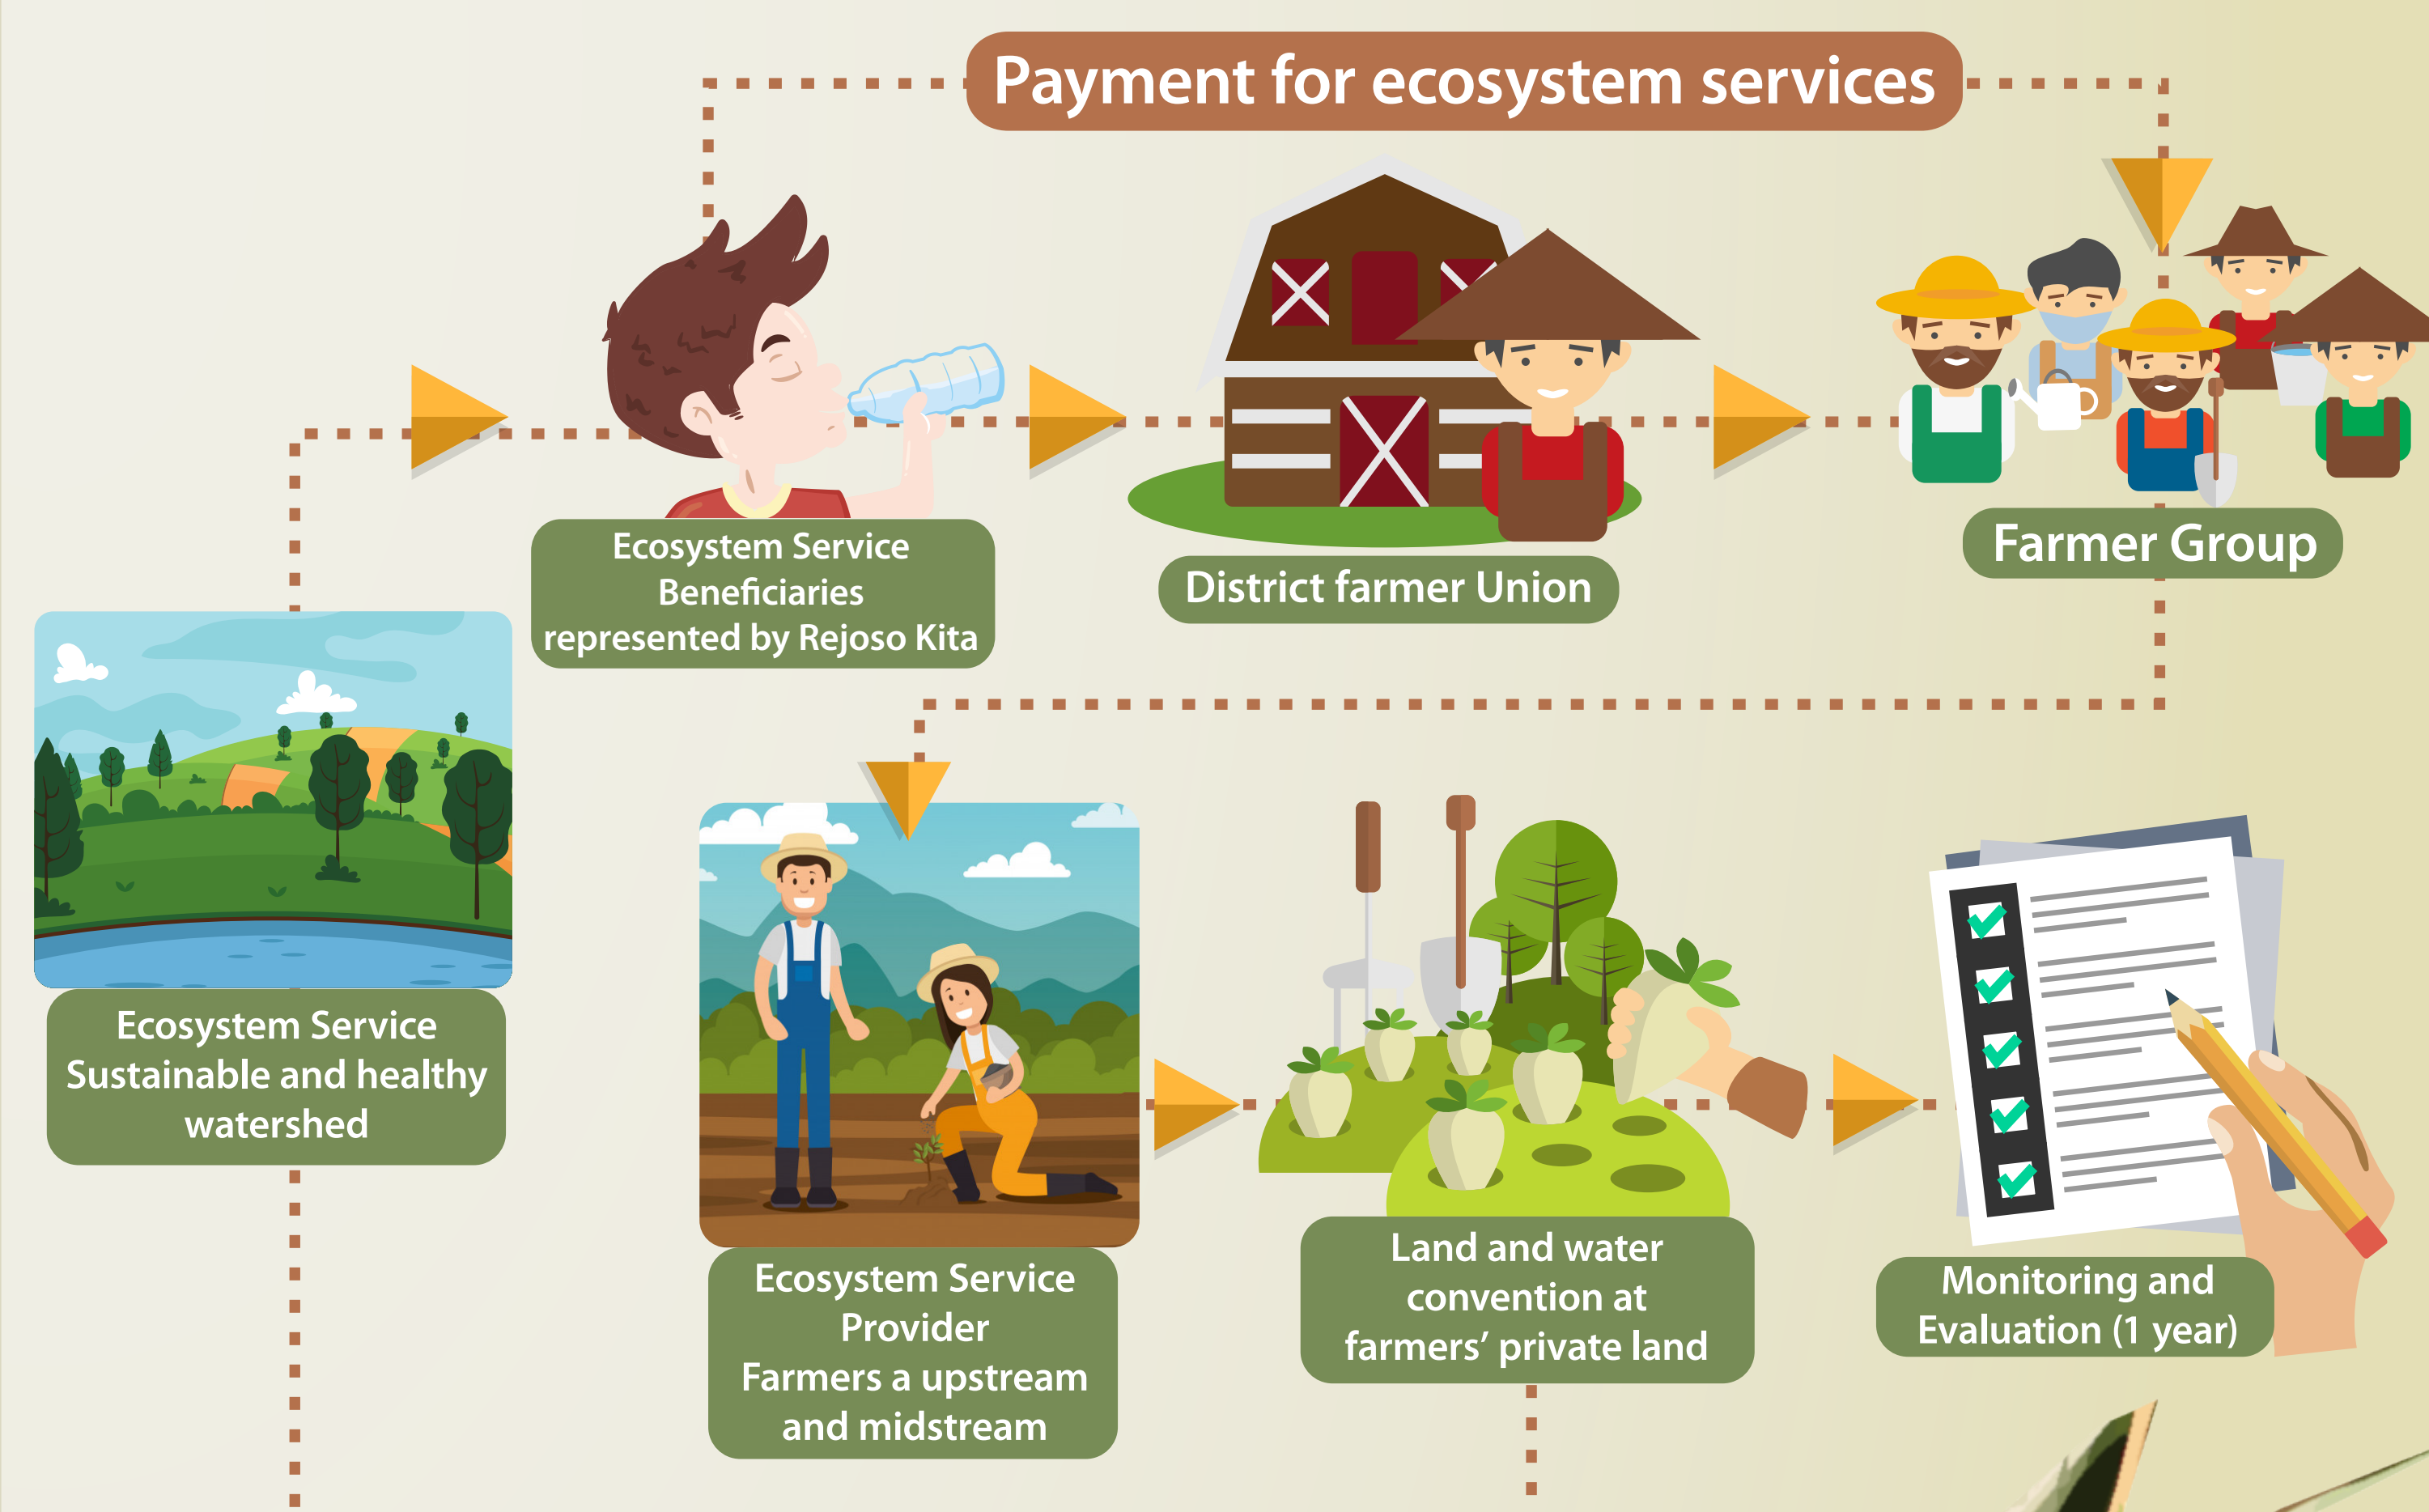 Payment for ecosystem services
Ecosystem Service
Beneficiaries
represented by Rejoso Kita
District farmer Union
Farmer Group
Ecosystem Service
Sustainable and healthy
watershed
Ecosystem Service
Provider
Farmers a upstream
and midstream
Land and water
convention at
farmers’ private land
Monitoring and
Evaluation (1 year)